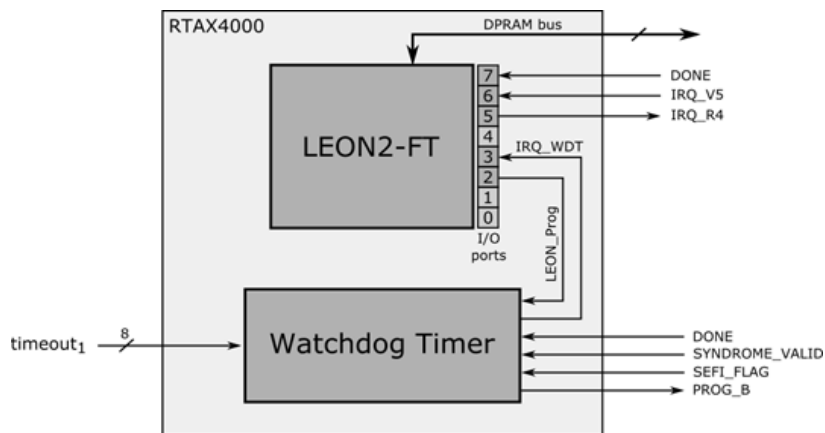 RTAX4000
DPRAM bus
LEON2-FT
7
6
5
4
3
2
1
0
I/O
ports
DONE
IRQ_V5
IRQ_R4
IRQ_WDT
LEON_Prog
timeout1
8
Watchdog Timer
DONE
SYNDROME_VALID
SEFI_FLAG
PROG_B